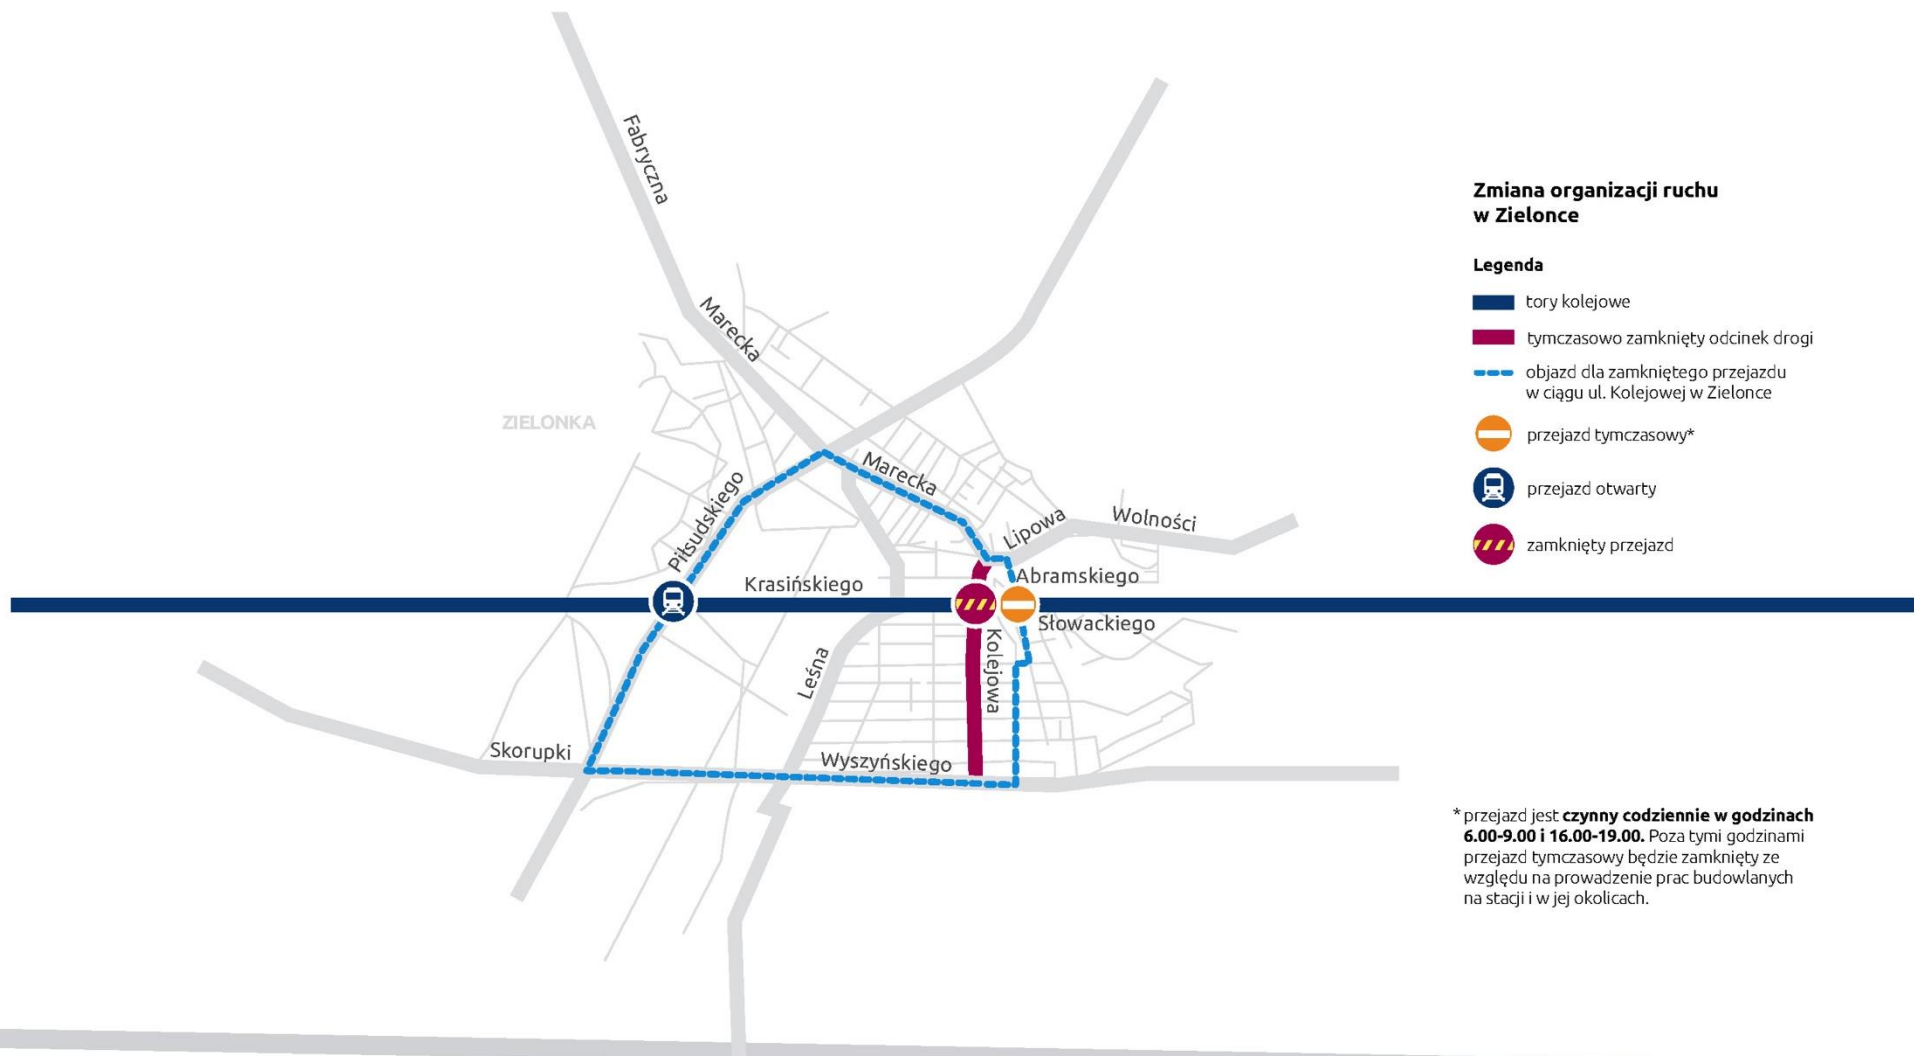 Fabryczna
Marecka
ZIELONKA
Marecka
Piłsudskiego
Lipowa
Wolności
Krasińskiego
Abramskiego
Słowackiego
Kolejowa
Leśna
Skorupki
Wyszyńskiego
Zmiana organizacji ruchu
w Zielonce
Legenda
tory kolejowe
tymczasowo zamknięty odcinek drogi
objazd dla zamkniętego przejazdu
w ciągu ul. Kolejowej w Zielonce
przejazd tymczasowy*
przejazd otwarty
zamknięty przejazd
* przejazd jest czynny codziennie w godzinach
6.00-9.00 i 16.00-19.00. Poza tymi godzinami
przejazd tymczasowy będzie zamknięty ze
względu na prowadzenie prac budowlanych
na stacji i w jej okolicach.